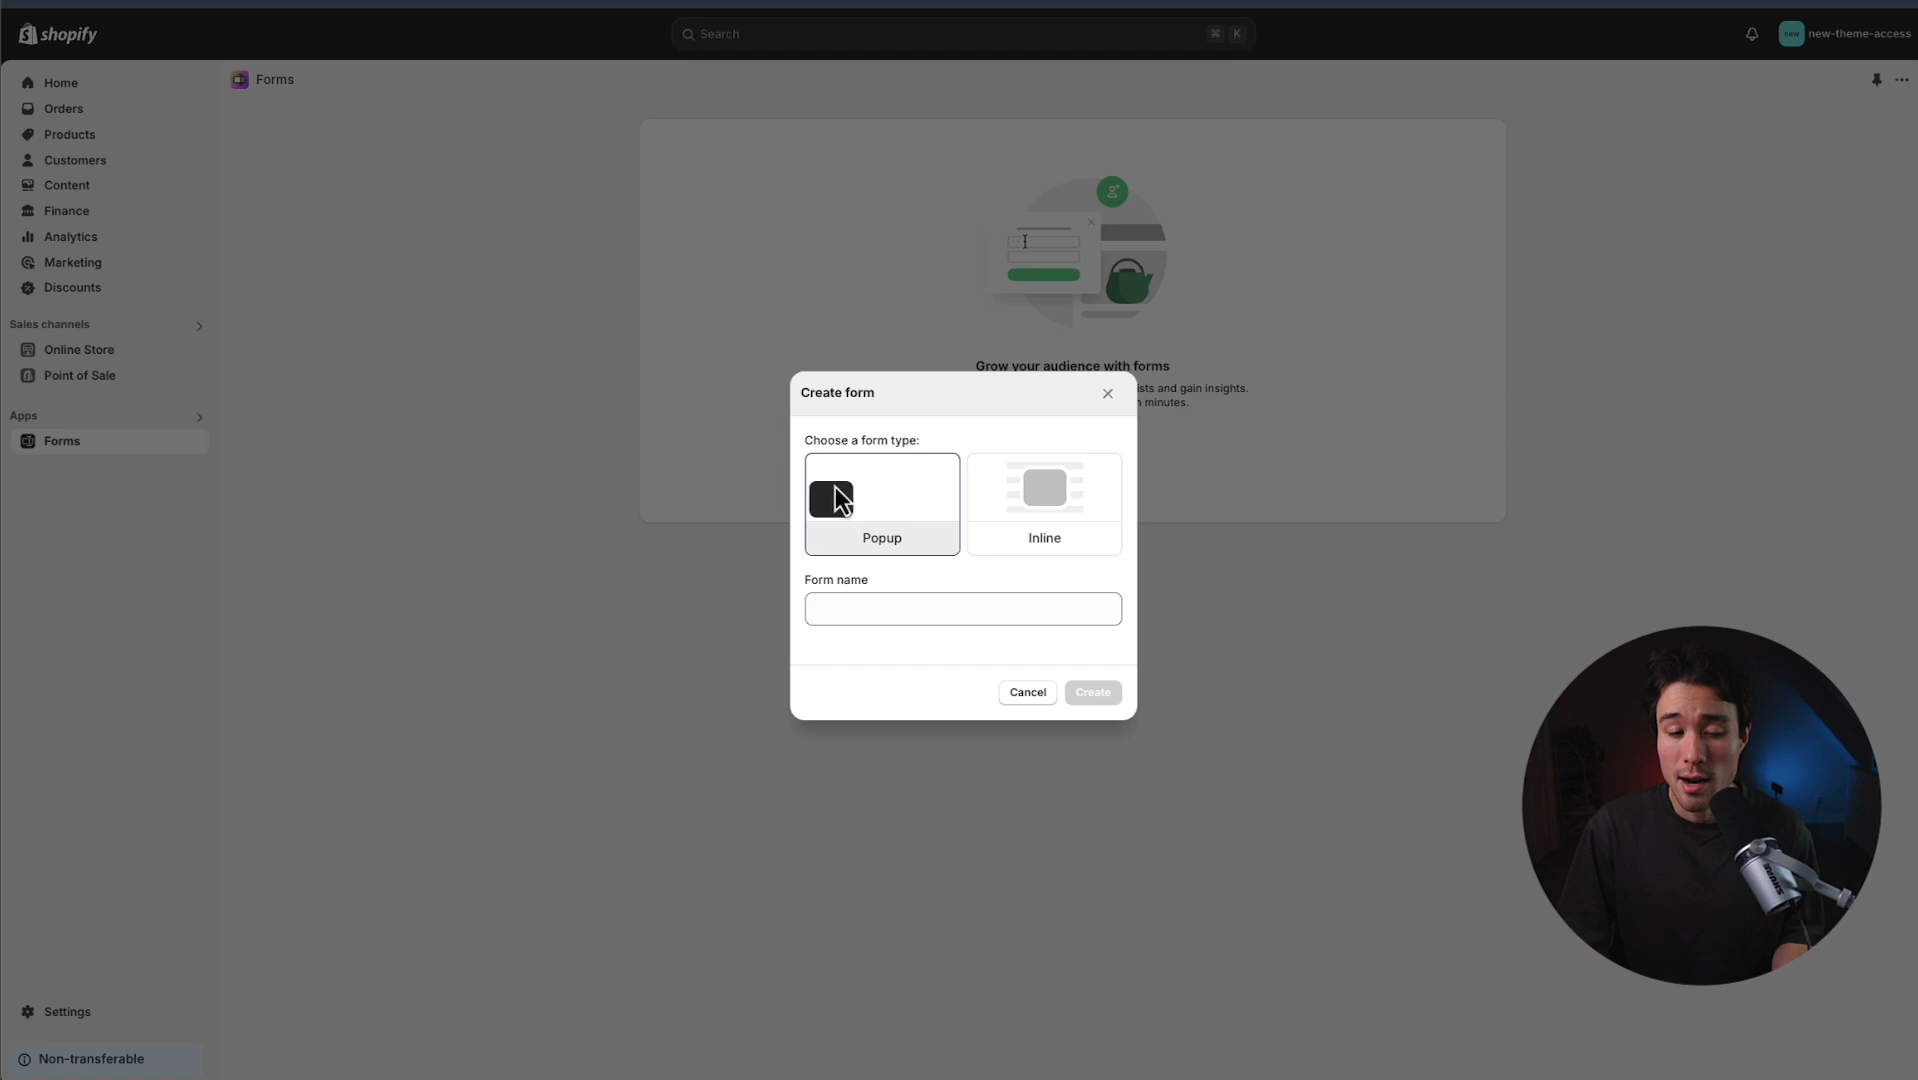 shopify
Search
⌘ K
new
new-theme-access
Home
Orders
Products
Customers
Content
Finance
Analytics
Marketing
Discounts
Sales channels
Online Store
Point of Sale
Apps
Forms
Settings
Non-transferable
Forms
Grow your audience with forms
ists and gain insights.
minutes.
Create form
Choose a form type:
Popup
Inline
Form name
Cancel
Create
SHURE